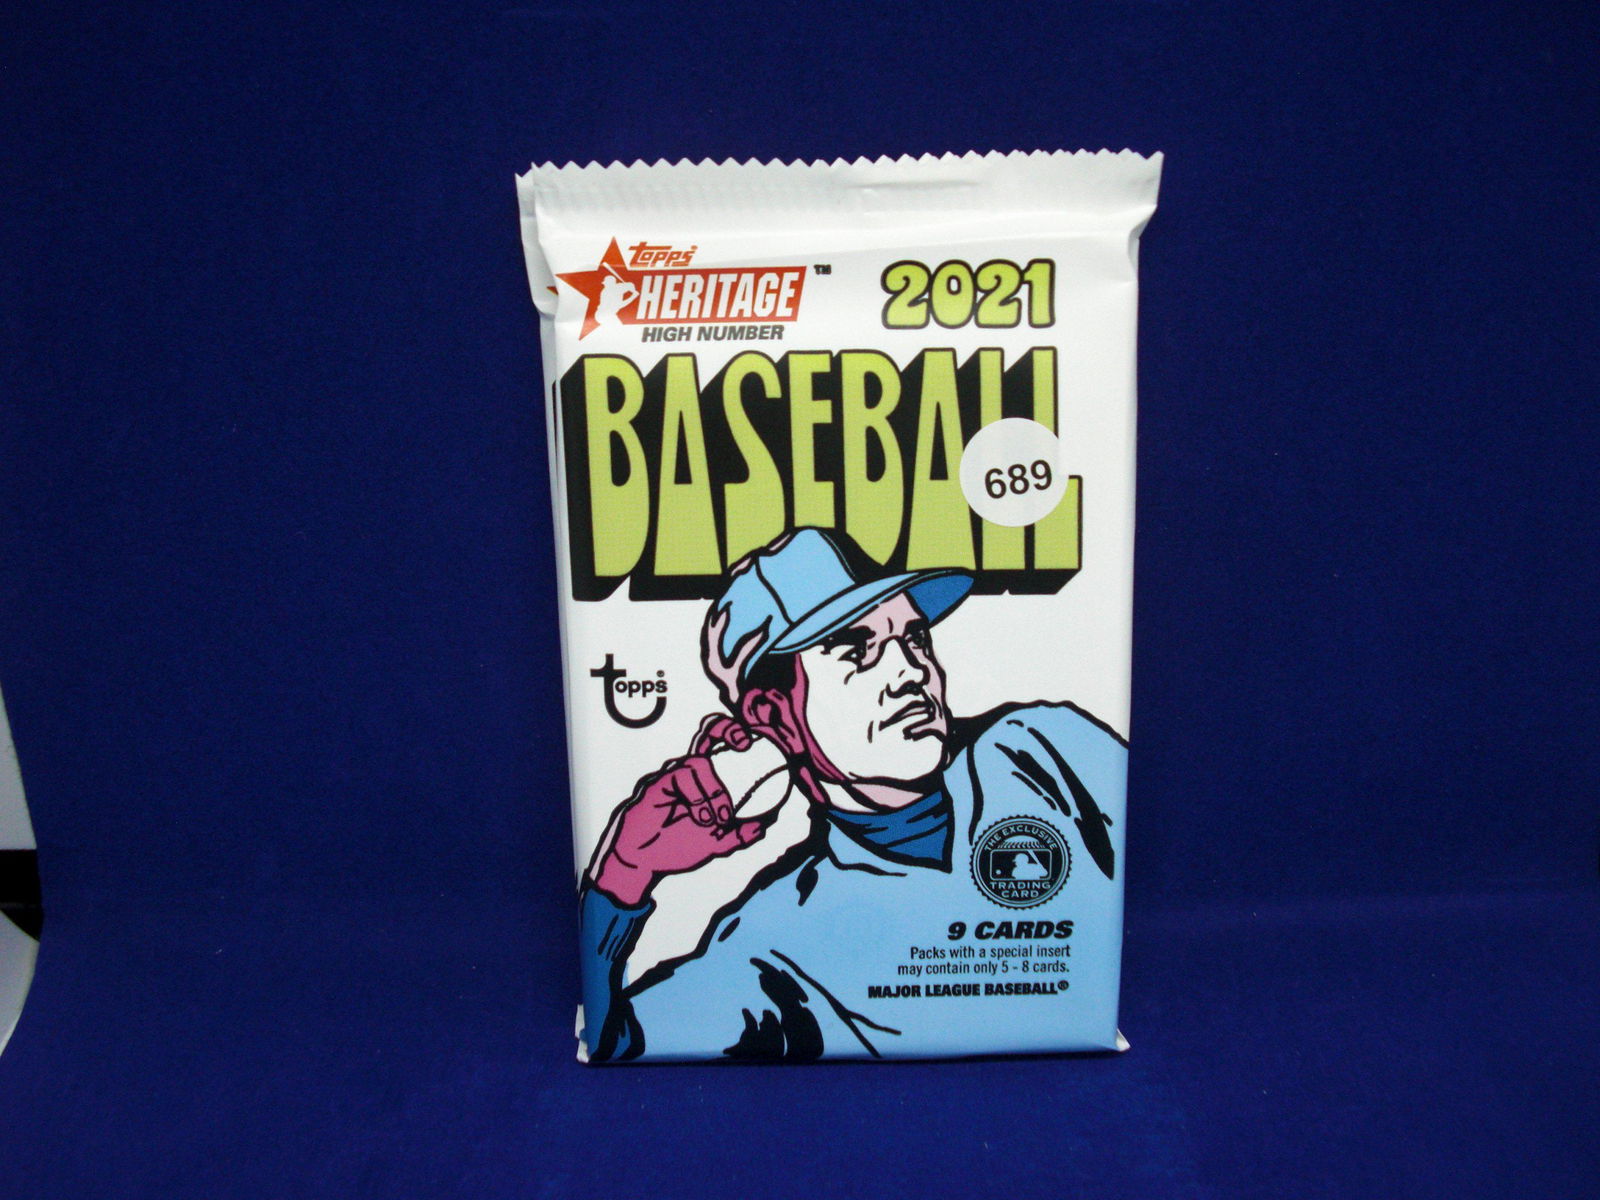 topps
HERITAGE™
HIGH NUMBER
2021
BASEBALL
689
topps®
THE EXCLUSIVE
TRADING
CARD
9 CARDS
Packs with a special insert
may contain only 5 - 8 cards.
MAJOR LEAGUE BASEBALL®